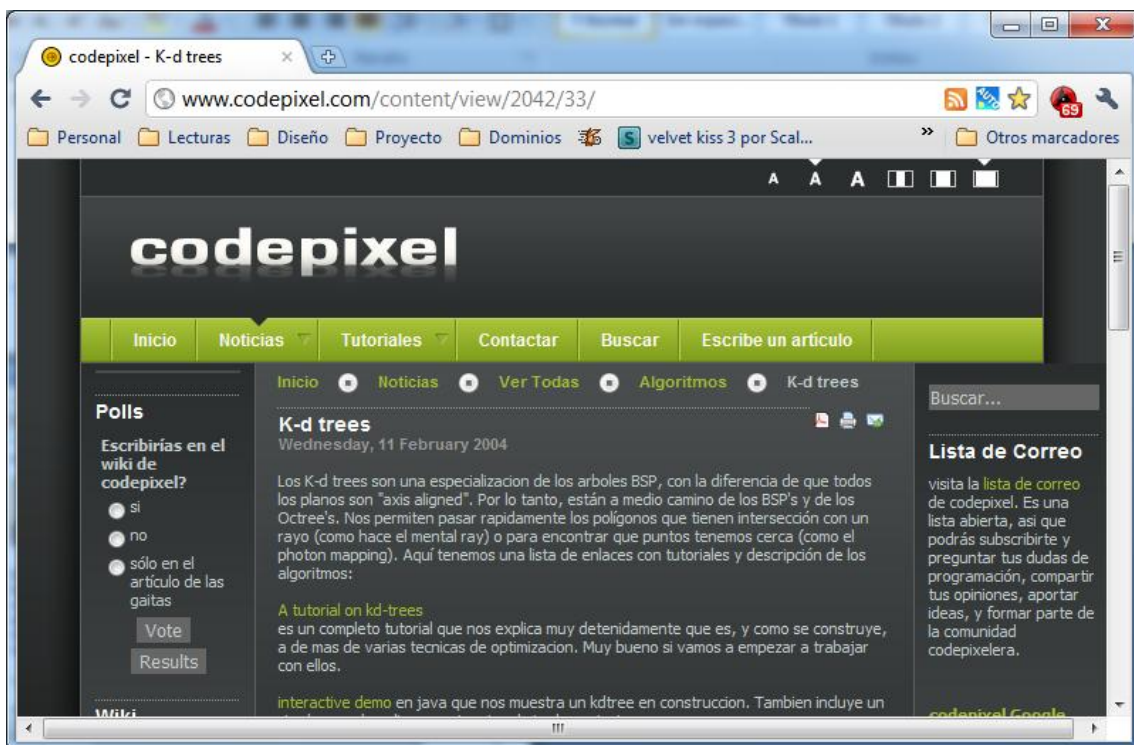 codepixel - K-d trees
www.codepixel.com/content/view/2042/33/
69
Personal Lecturas Diseño Proyecto Dominios S velvet kiss 3 por Scal... » Otros marcadores
A A A
codepixel
Inicio Noticias Tutoriales Contactar Buscar Escribe un artículo
Inicio Noticias Ver Todas Algoritmos K-d trees
Polls
Escribirías en el
wiki de
codepixel?
si
no
sólo en el
artículo de las
gaitas
Vote
Results
Wiki
K-d trees
Wednesday, 11 February 2004
Los K-d trees son una especializacion de los arboles BSP, con la diferencia de que todos
los planos son "axis aligned". Por lo tanto, están a medio camino de los BSP's y de los
Octree's. Nos permiten pasar rapidamente los polígonos que tienen intersección con un
rayo (como hace el mental ray) o para encontrar que puntos tenemos cerca (como el
photon mapping). Aquí tenemos una lista de enlaces con tutoriales y descripción de los
algoritmos:
A tutorial on kd-trees
es un completo tutorial que nos explica muy detenidamente que es, y como se construye,
a de mas de varias tecnicas de optimizacion. Muy bueno si vamos a empezar a trabajar
con ellos.
interactive demo en java que nos muestra un kdtree en construccion. Tambien incluye un
Buscar...
Lista de Correo
visita la lista de correo
de codepixel. Es una
lista abierta, asi que
podrás subscribirte y
preguntar tus dudas de
programación, compartir
tus opiniones, aportar
ideas, y formar parte de
la comunidad
codepixelera.
codepixel Google